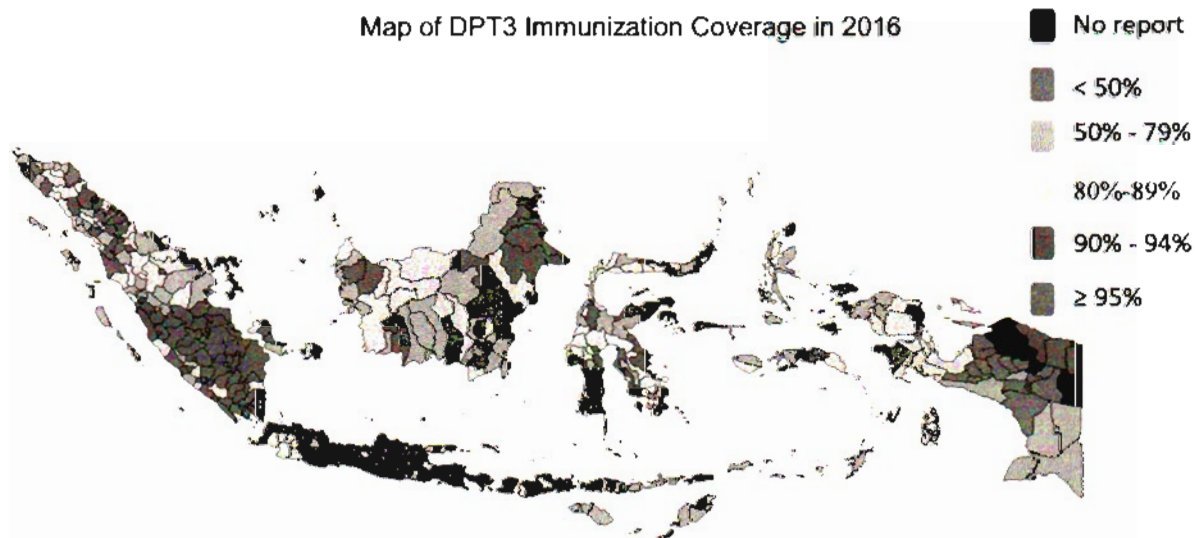 Map of DPT3 Immunization Coverage in 2016
No report
< 50%
50% - 79%
80%-89%
90% - 94%
≥ 95%